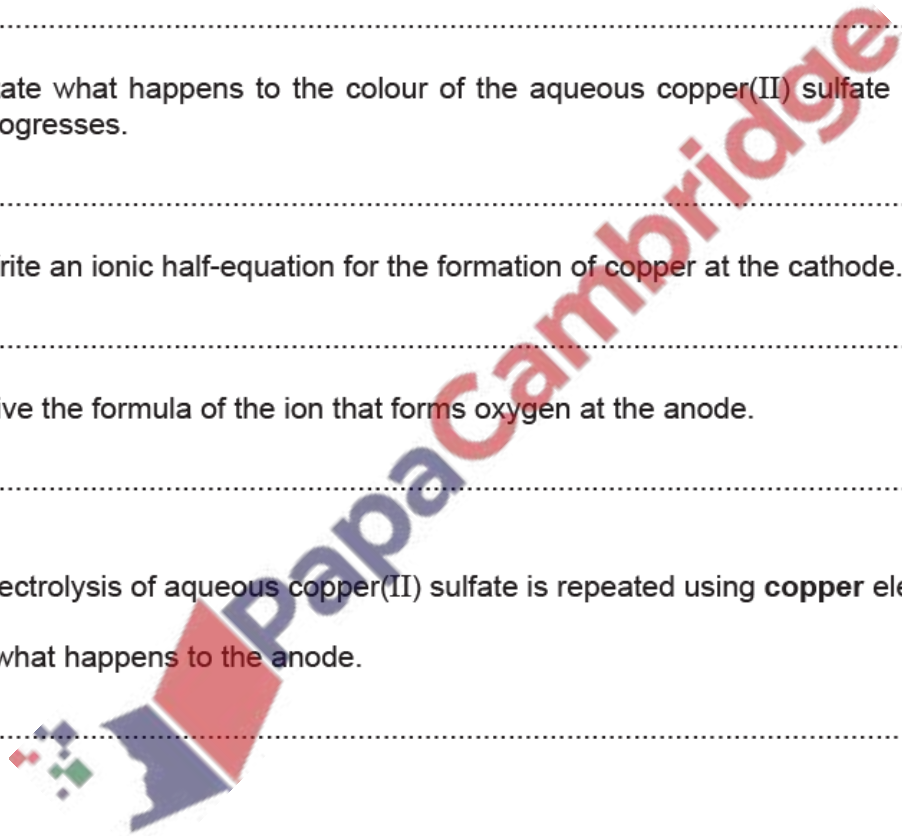 ate what happens to the colour of the aqueous copper(II) sulfate
ogresses.
rite an ionic half-equation for the formation of copper at the cathode.
ive the formula of the ion that forms oxygen at the anode.
ectrolysis of aqueous copper(II) sulfate is repeated using copper ele
what happens to the anode.
PapaCambridge